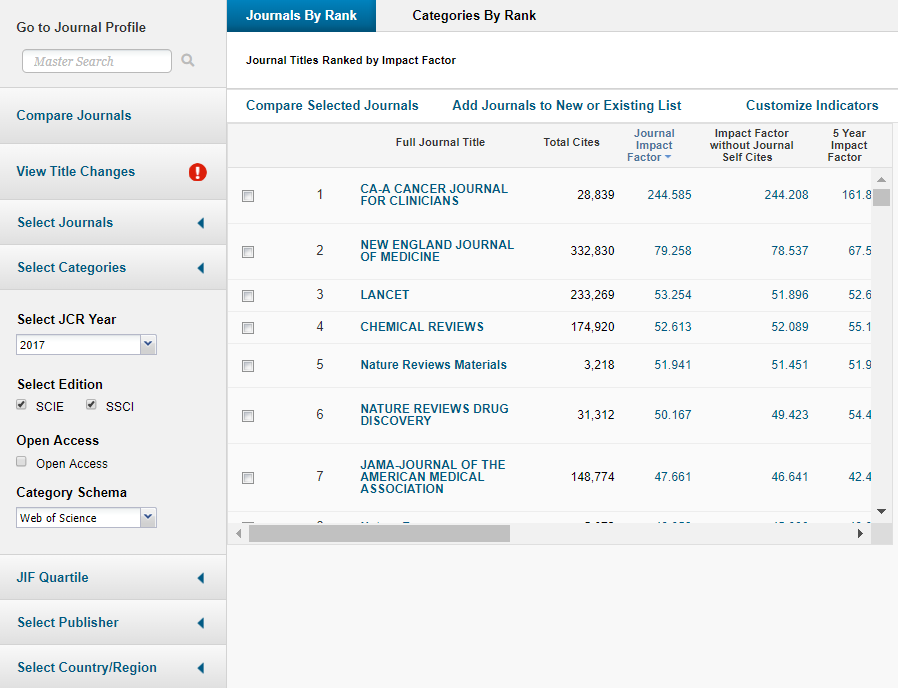 Go to Journal Profile
Master Search
Compare Journals
View Title Changes
Select Journals
Select Categories
Select JCR Year
2017
Select Edition
SCIE SSCI
Open Access
Open Access
Category Schema
Web of Science
JIF Quartile
Select Publisher
Select Country/Region
Journals By Rank Categories By Rank
Journal Titles Ranked by Impact Factor
Compare Selected Journals Add Journals to New or Existing List Customize Indicators
Full Journal Title Total Cites
Journal
Impact
Factor
Impact Factor
without Journal
Self Cites
5 Year
Impact
Factor
1 CA-A CANCER JOURNAL
FOR CLINICIANS 28,839 244.585 244.208 161.8
2 NEW ENGLAND JOURNAL
OF MEDICINE 332,830 79.258 78.537 67.5
3 LANCET 233,269 53.254 51.896 52.6
4 CHEMICAL REVIEWS 174,920 52.613 52.089 55.1
5 Nature Reviews Materials 3,218 51.941 51.451 51.9
6 NATURE REVIEWS DRUG
DISCOVERY 31,312 50.167 49.423 54.4
7 JAMA-JOURNAL OF THE
AMERICAN MEDICAL
ASSOCIATION 148,774 47.661 46.641 42.4